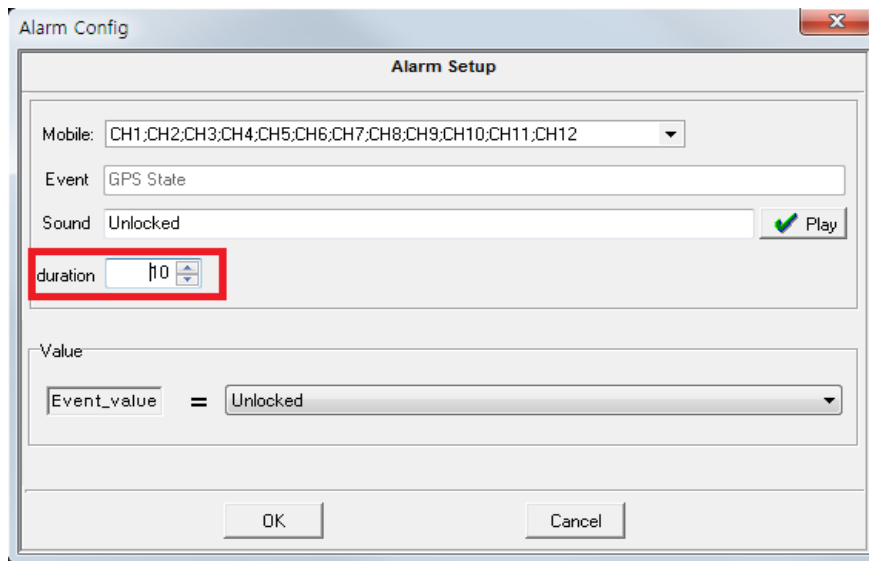 Alarm Config
Alarm Setup
Mobile: CH1;CH2;CH3;CH4;CH5;CH6;CH7;CH8;CH9;CH10;CH11;CH12
Event GPS State
Sound Unlocked Play
duration 10
Value
Event_value = Unlocked
OK Cancel